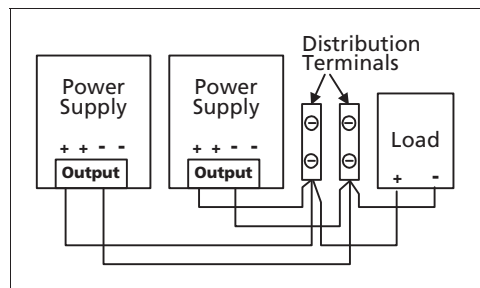 Distribution
Terminals
Power
Supply
+ + - -
Output
Power
Supply
+ + - -
Output
Load
+ -